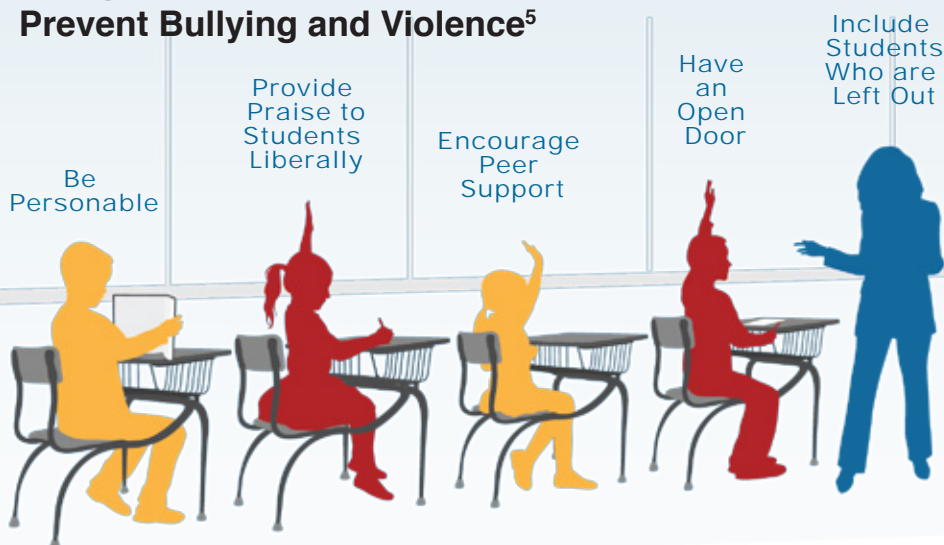 Prevent Bullying and Violence⁵
Be
Personable
Provide
Praise to
Students
Liberally
Encourage
Peer
Support
Have
an
Open
Door
Include
Students
Who are
Left Out